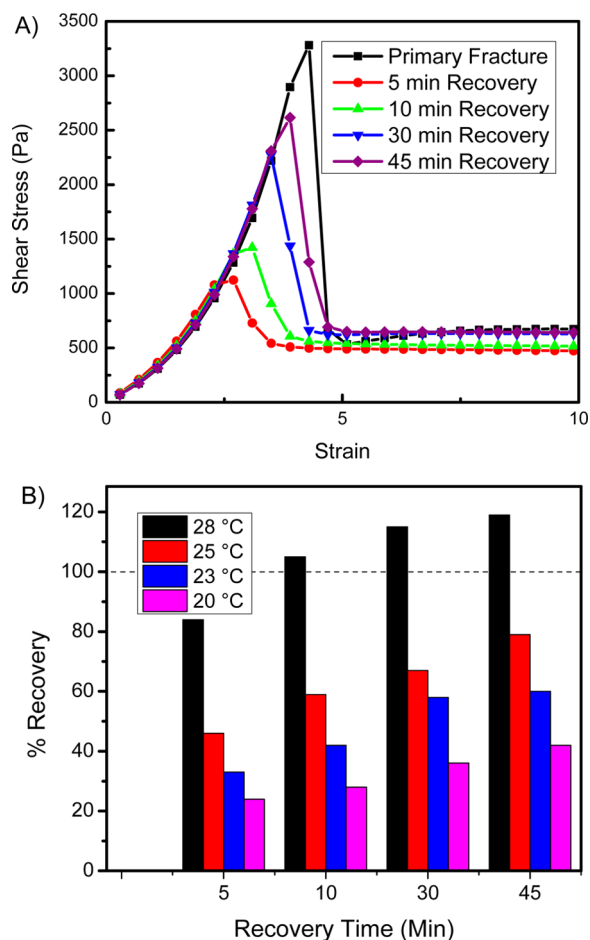 A)
3500
3000
2500
2000
1500
1000
500
0
Shear Stress (Pa)
Primary Fracture
5 min Recovery
10 min Recovery
30 min Recovery
45 min Recovery
0
5
10
Strain
B)
120
100
80
60
40
20
0
% Recovery
28 °C
25 °C
23 °C
20 °C
5
10
30
45
Recovery Time (Min)